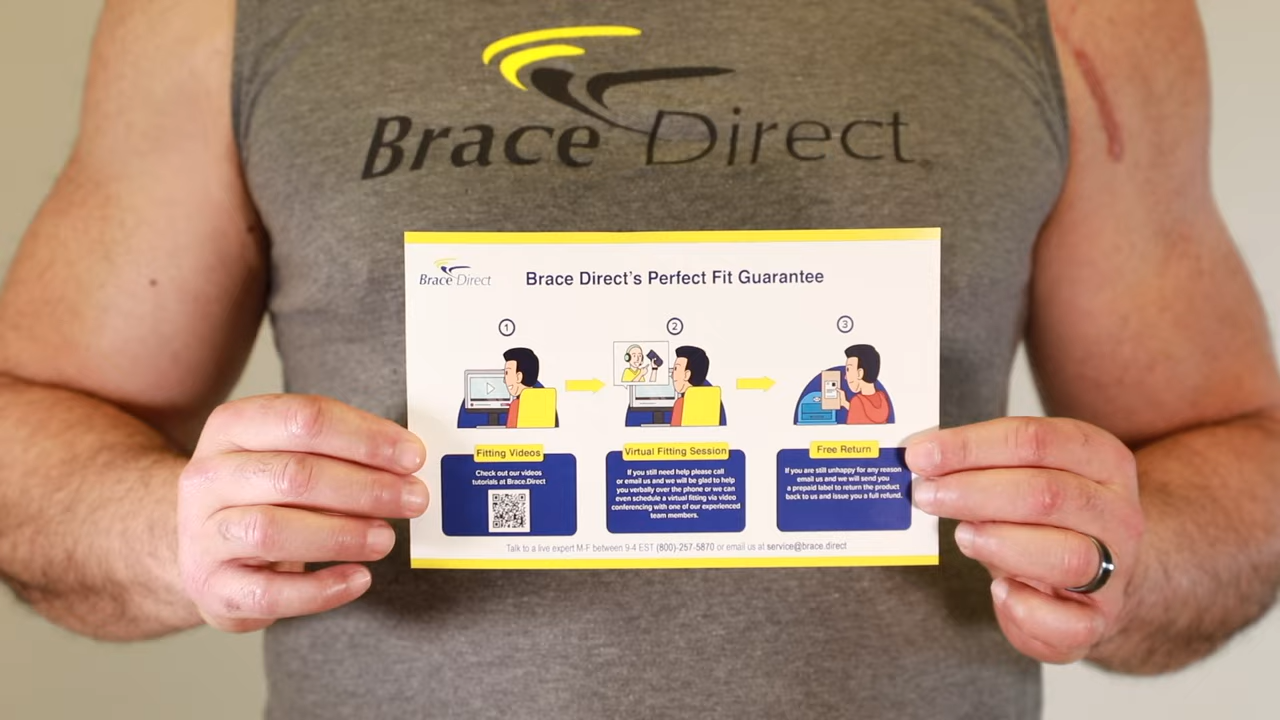 Brace Direct
Brace Direct
Brace Direct's Perfect Fit Guarantee
1
2
3
Fitting Videos
Virtual Fitting Session
Free Return
Check out our videos
tutorials at Brace.Direct
If you still need help please call
or email us and we will be glad to help
you verbally over the phone or we can
even schedule a virtual fitting via video
conferencing with one of our experienced
team members.
If you are still unhappy for any reason
email us and we will send you
a prepaid label to return the product
back to us and issue you a full refund.
Talk to a live expert M-F between 9-4 EST (800)-257-5870 or email us at service@brace.direct